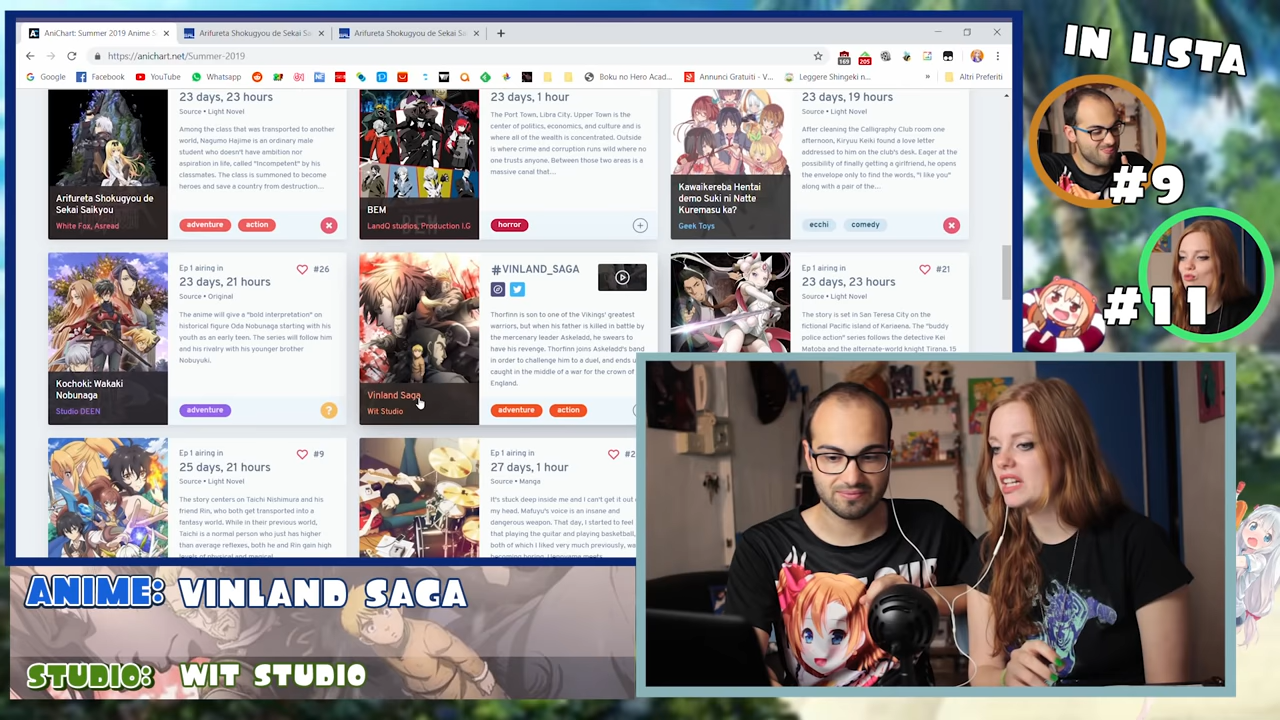 AniChart: Summer 2019 Anime S
Arifureta Shokugyou de Sekai Sa
Arifureta Shokugyou de Sekai Sa
https://anichart.net/Summer-2019
169
205
Google
Facebook
YouTube
Whatsapp
Boku no Hero Acad...
Annunci Gratuiti - V...
Leggere Shingeki n...
»
Altri Preferiti
23 days, 23 hours
Source • Light Novel
Among the class that was transported to another
world, Nagumo Hajime is an ordinary male
student who doesn't have ambition nor
aspiration in life, called "Incompetent" by his
classmates. The class is summoned to become
heroes and save a country from destruction...
Arifureta Shokugyou de
Sekai Saikyou
White Fox, Asread
adventure
action
23 days, 1 hour
The Port Town, Libra City. Upper Town is the
center of politics, economics, and culture and is
where all of the wealth is concentrated. Outside
is where crime and corruption runs wild where no
one trusts anyone. Between those two areas is a
massive canal that...
BEM
LandQ studios, Production I.G
horror
23 days, 19 hours
Source • Light Novel
After cleaning the Calligraphy Club room one
afternoon, Kiryuu Keiki found a love letter
addressed to him on the club's desk. Eager at the
possibility of finally getting a girlfriend, he opens
the envelope only to find the words, "I like you"
along with a pair of the...
Kawaikereba Hentai
demo Suki ni Natte
Kuremasu ka?
Geek Toys
ecchi
comedy
Ep 1 airing in
#26
23 days, 21 hours
Source • Original
The anime will give a "bold interpretation" on
historical figure Oda Nobunaga starting with his
youth as an early teen. The series will follow him
and his rivalry with his younger brother
Nobuyuki.
Kochoki: Wakaki
Nobunaga
Studio DEEN
adventure
?
#VINLAND_SAGA
Thorfinn is son to one of the Vikings' greatest
warriors, but when his father is killed in battle by
the mercenary leader Askeladd, he swears to
have his revenge. Thorfinn joins Askeladd's band
in order to challenge him to a duel, and ends u
caught in the middle of a war for the crown of
England.
Vinland Saga
Wit Studio
adventure
action
Ep 1 airing in
#21
23 days, 23 hours
Source • Light Novel
The story is set in San Teresa City on the
fictional Pacific island of Kariaena. The "buddy
police action" series follows the detective Kei
Matoba and the alternate-world knight Tirana. 15
Ep 1 airing in
#9
25 days, 21 hours
Source • Light Novel
The story centers on Taichi Nishimura and his
friend Rin, who both get transported into a
fantasy world. While in their previous world,
Taichi is a normal person who just has higher
than average reflexes, both he and Rin gain high
levels of physical and magical
Ep 1 airing in
#2
27 days, 1 hour
Source • Manga
It's stuck deep inside me and I can't get it out o
my head. Mafuyu's voice is an insane and
dangerous weapon. That day, I started to feel
that playing the guitar and playing basketball,
both of which I liked very much previously, wa
IN LISTA
#9
#11
ANIME: VINLAND SAGA
STUDIO: WIT STUDIO